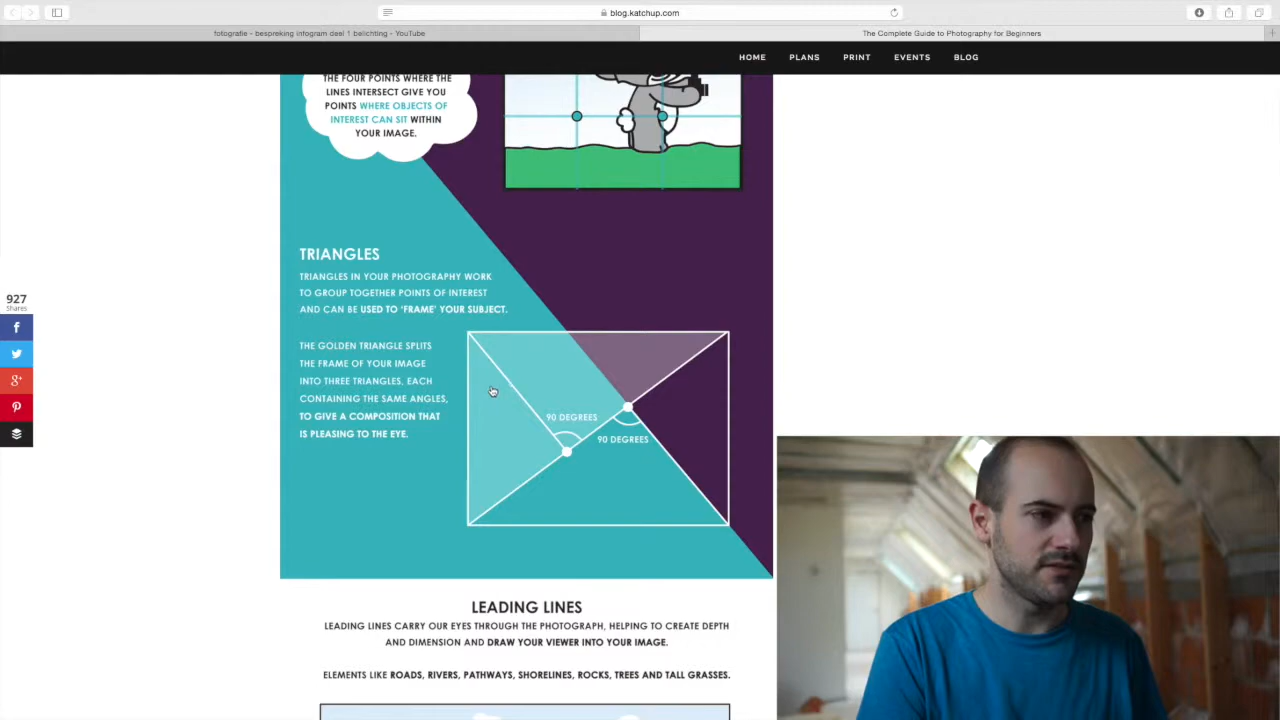 blog.katchup.com
fotografie - bespreking infogram deel 1 belichting - YouTube
The Complete Guide to Photography for Beginners
HOME
PLANS
PRINT
EVENTS
BLOG
THE FOUR POINTS WHERE THE
LINES INTERSECT GIVE YOU
POINTS WHERE OBJECTS OF
INTEREST CAN SIT WITHIN
YOUR IMAGE.
TRIANGLES
TRIANGLES IN YOUR PHOTOGRAPHY WORK
TO GROUP TOGETHER POINTS OF INTEREST
AND CAN BE USED TO ‘FRAME’ YOUR SUBJECT.
927
Shares
THE GOLDEN TRIANGLE SPLITS
THE FRAME OF YOUR IMAGE
INTO THREE TRIANGLES, EACH
CONTAINING THE SAME ANGLES,
TO GIVE A COMPOSITION THAT
IS PLEASING TO THE EYE.
90 DEGREES
90 DEGREES
LEADING LINES
LEADING LINES CARRY OUR EYES THROUGH THE PHOTOGRAPH, HELPING TO CREATE DEPTH
AND DIMENSION AND DRAW YOUR VIEWER INTO YOUR IMAGE.
ELEMENTS LIKE ROADS, RIVERS, PATHWAYS, SHORELINES, ROCKS, TREES AND TALL GRASSES.